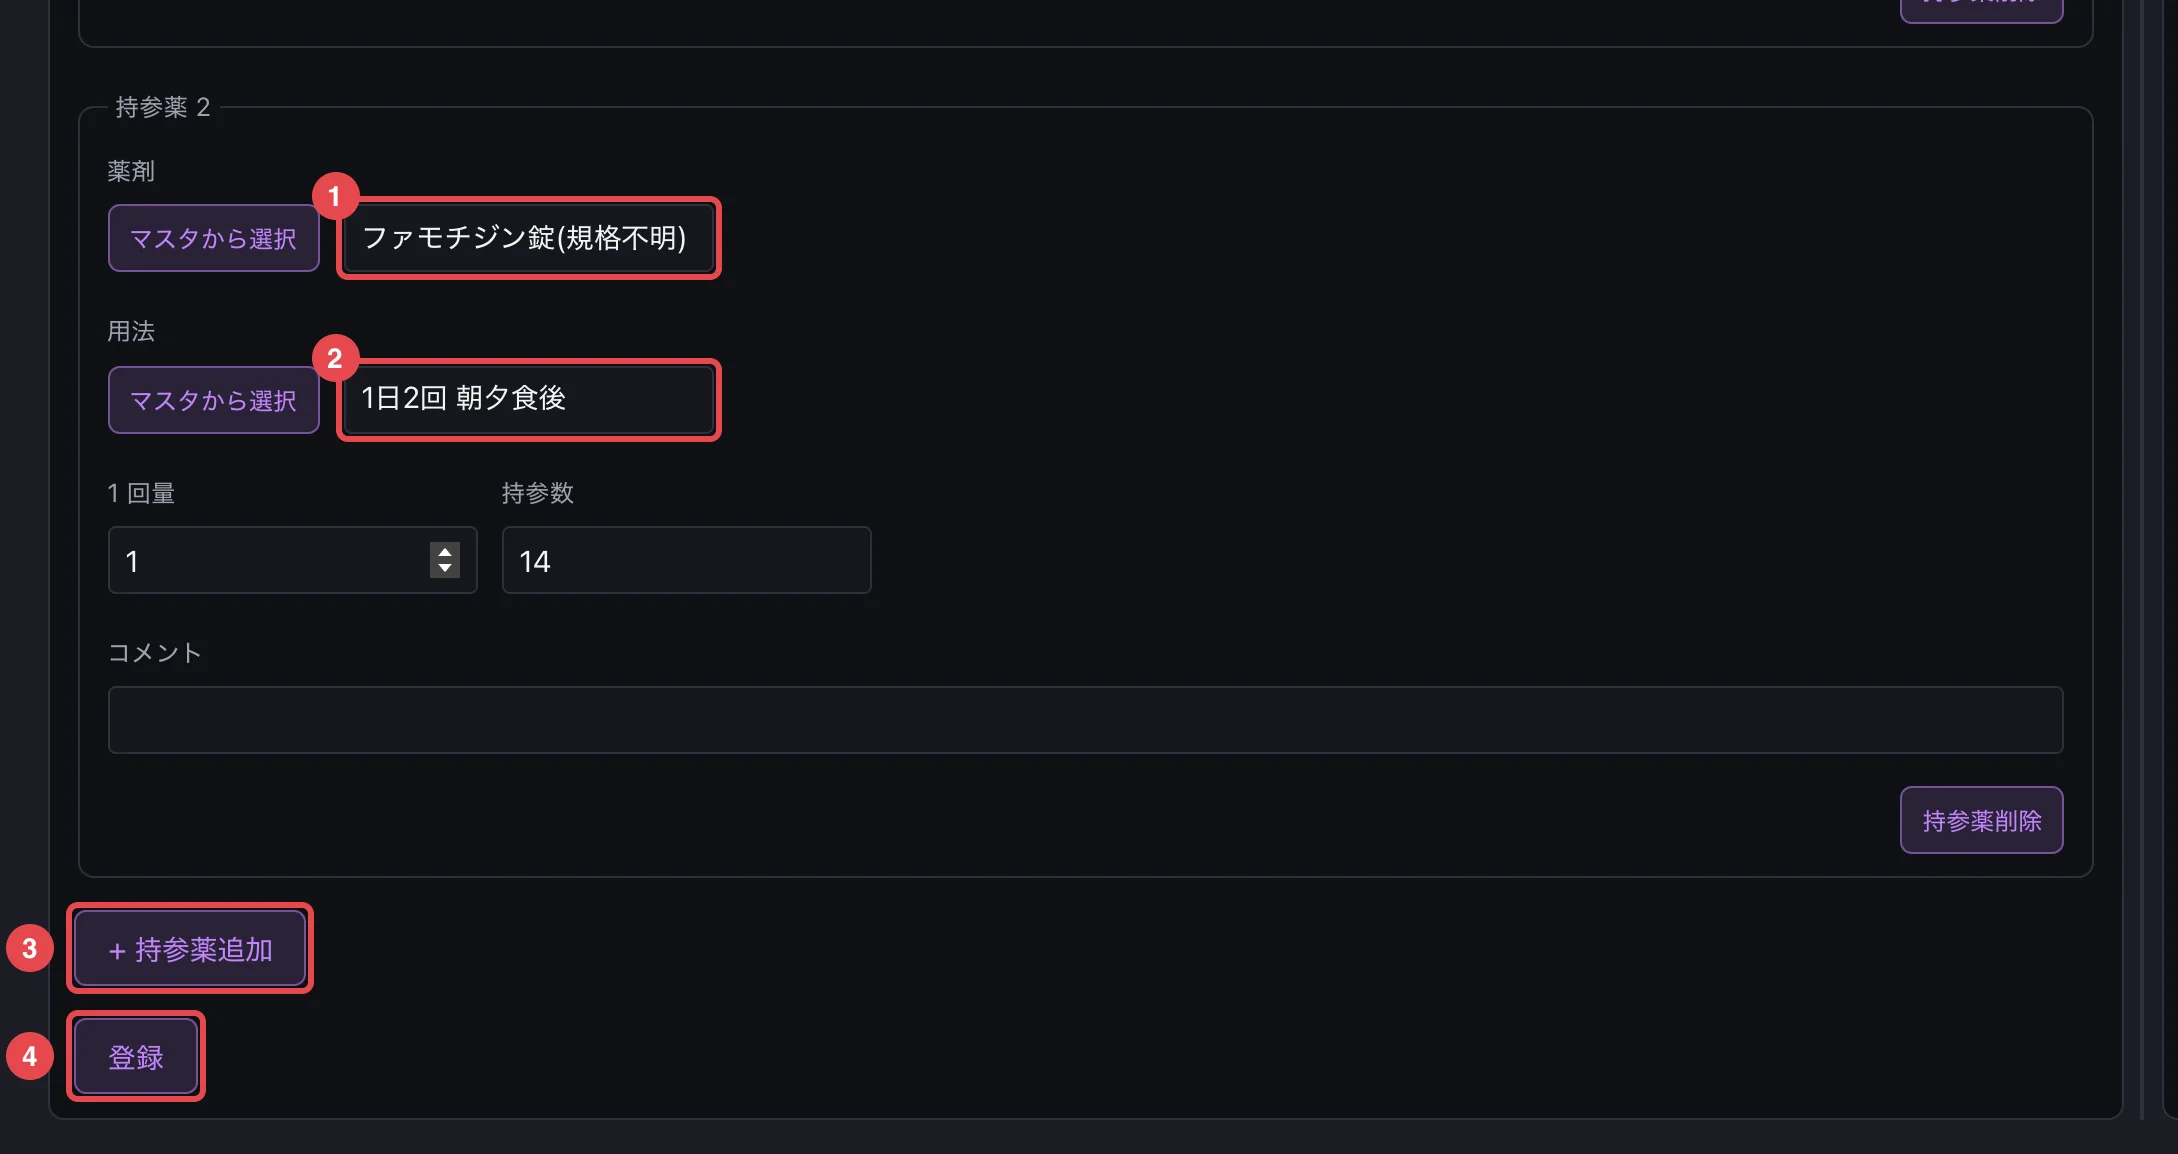 持参薬 2
薬剤
1
マスタから選択 ファモチジン錠(規格不明)
用法
2
マスタから選択 1日2回 朝夕食後
1 回量 持参数
1 14
コメント
持参薬削除
3 + 持参薬追加
4 登録